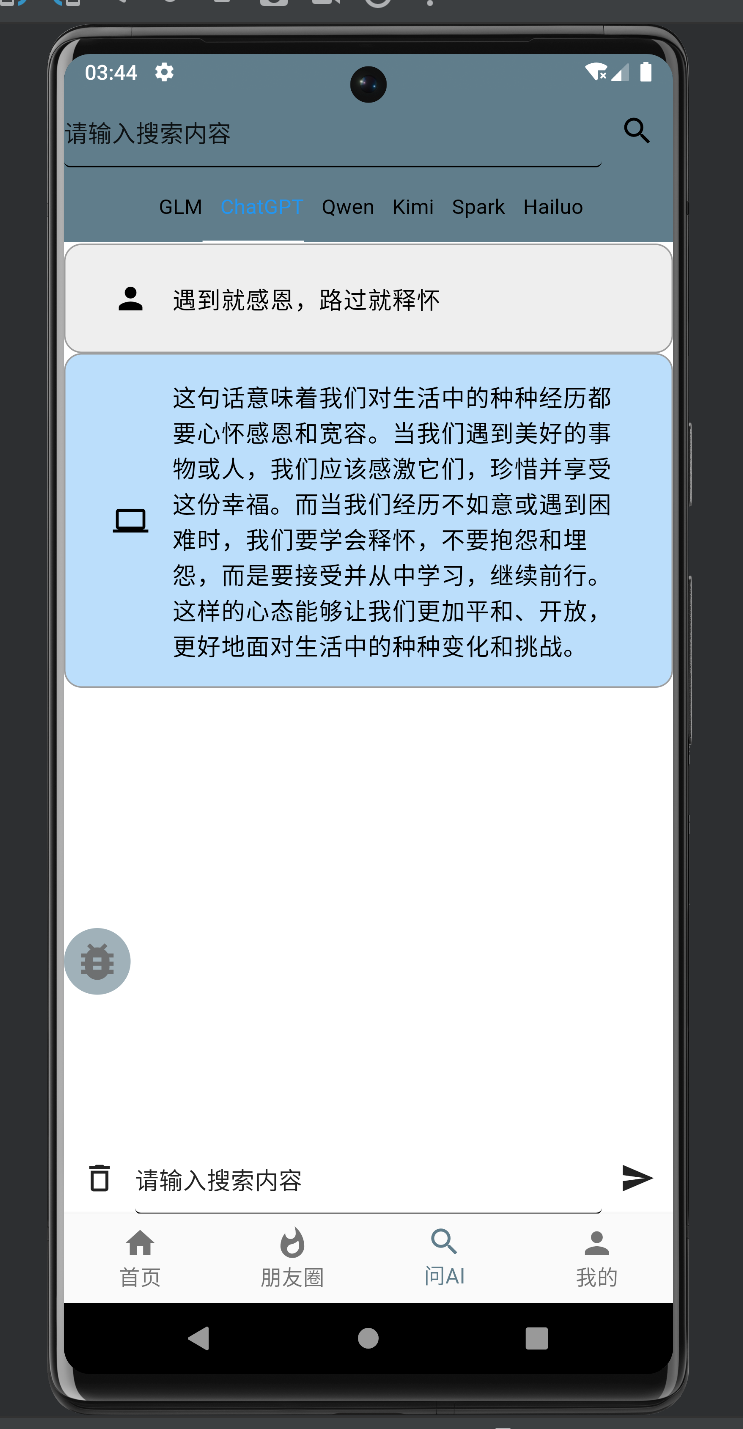 03:44
请输入搜索内容
GLM ChatGPT Qwen Kimi Spark Hailuo
遇到就感恩，路过就释怀
这句话意味着我们对生活中的种种经历都
要心怀感恩和宽容。当我们遇到美好的事
物或人，我们应该感激它们，珍惜并享受
这份幸福。而当我们经历不如意或遇到困
难时，我们要学会释怀，不要抱怨和埋
怨，而是要接受并从中学习，继续前行。
这样的心态能够让我们更加平和、开放，
更好地面对生活中的种种变化和挑战。
请输入搜索内容
首页 朋友圈 问AI 我的